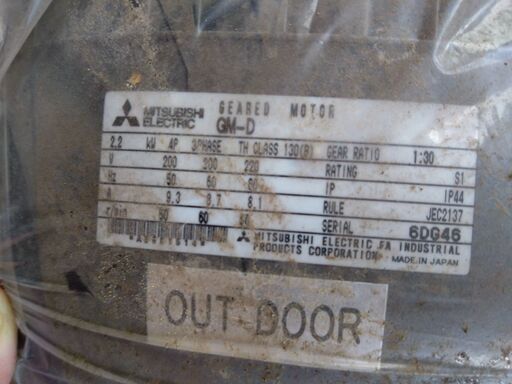 MITSUBISHI ELECTRIC GEARED MOTOR
GM-D
2.2 kW 4P 3PHASE TH CLASS 130(B) GEAR RATIO 1:30
V 200 200 220 RATING S1
Hz 50 60 60 IP IP44
A 9.3 8.7 8.1 RULE JEC2137
r/min 50 60 60 SERIAL 6DG46
MITSUBISHI ELECTRIC FA INDUSTRIAL
PRODUCTS CORPORATION MADE IN JAPAN
OUT DOOR